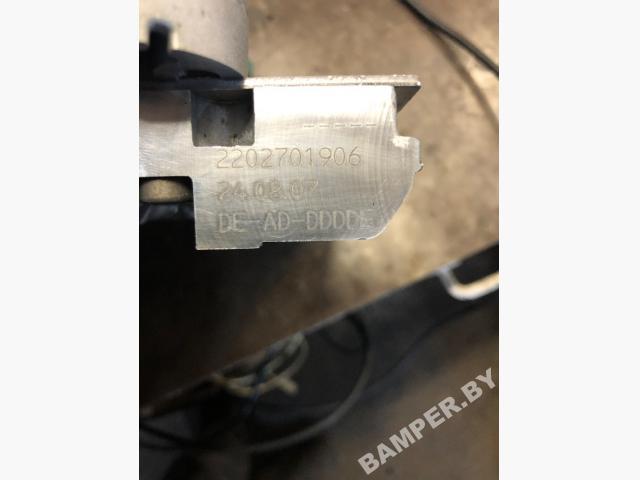 -----
2202701906
24.08.07
DE-AD-DDDDE
BAMPER.BY